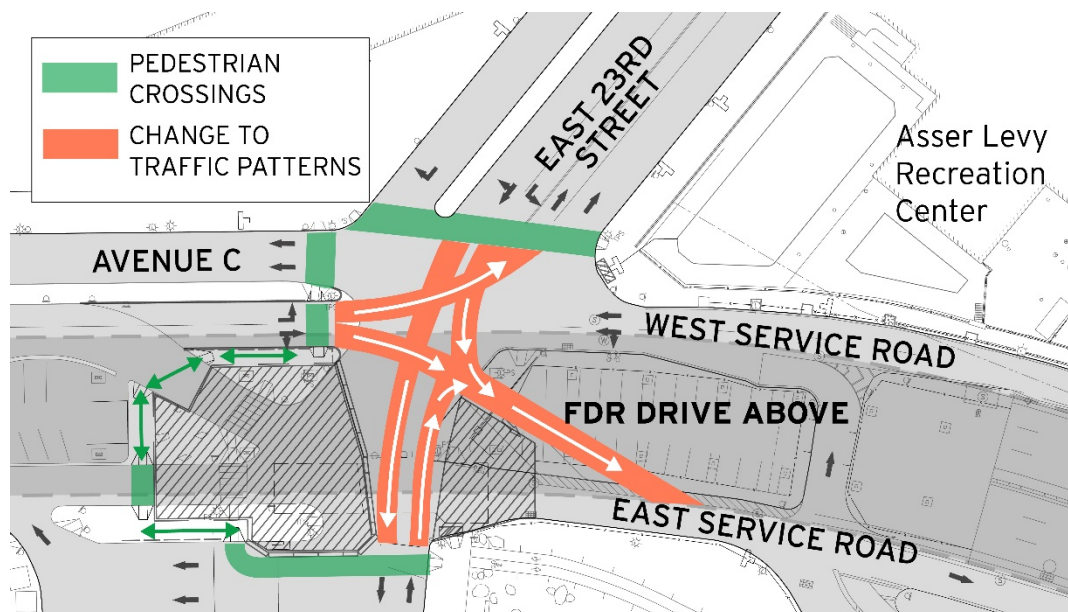 PEDESTRIAN
CROSSINGS
CHANGE TO
TRAFFIC PATTERNS
EAST 23RD
STREET
Asser Levy
Recreation
Center
AVENUE C
WEST SERVICE ROAD
FDR DRIVE ABOVE
EAST SERVICE ROAD